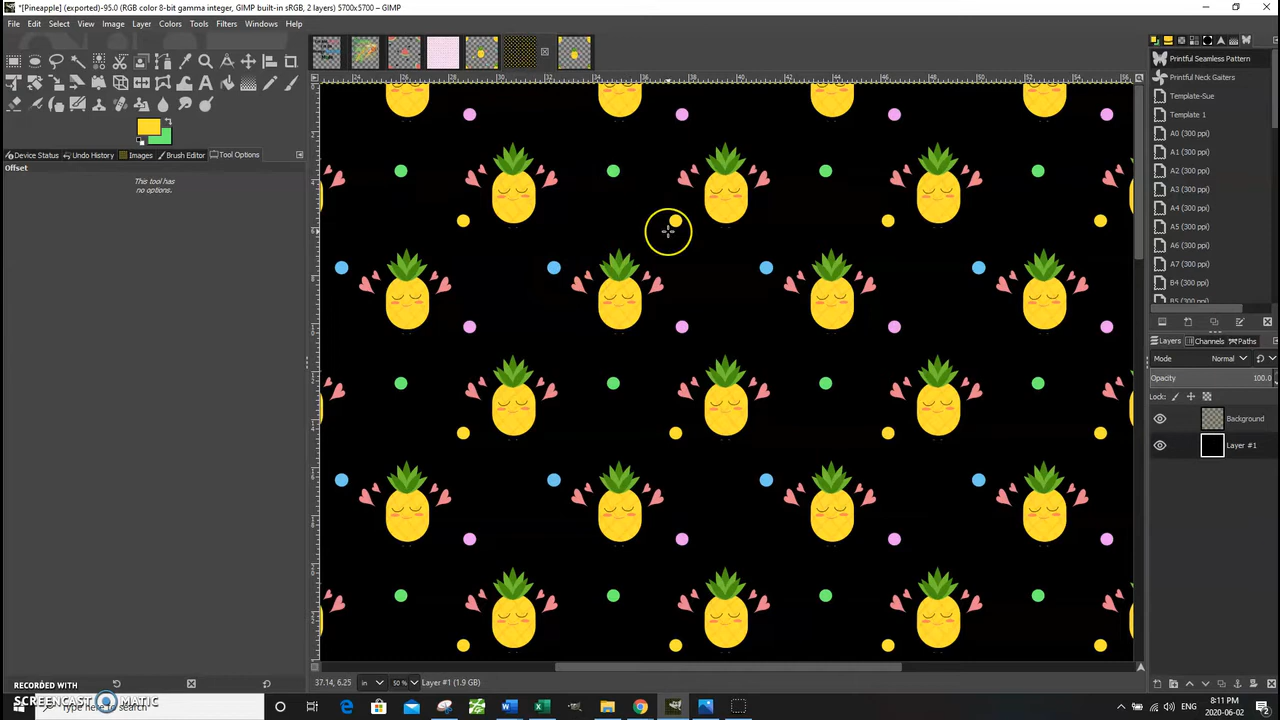 *[Pineapple] (exported)-95.0 (RGB color 8-bit gamma integer, GIMP built-in sRGB, 2 layers) 5700x5700 – GIMP
File Edit Select View Image Layer Colors Tools Filters Windows Help
Printful Seamless Pattern
Printful Neck Gaiters
Template-Sue
Template 1
A0 (300 ppi)
A1 (300 ppi)
A2 (300 ppi)
A3 (300 ppi)
A4 (300 ppi)
A5 (300 ppi)
A6 (300 ppi)
A7 (300 ppi)
B4 (300 ppi)
B5 (300 ppi)
Device Status Undo History Images Brush Editor Tool Options
Offset
This tool has
no options.
Layers Channels Paths
Mode Normal
Opacity 100.0
Lock:
Background
Layer #1
37.14, 6.25 in 50 % Layer #1 (1.9 GB)
RECORDED WITH
SCREENCAST MATIC
8:11 PM
2020-06-02